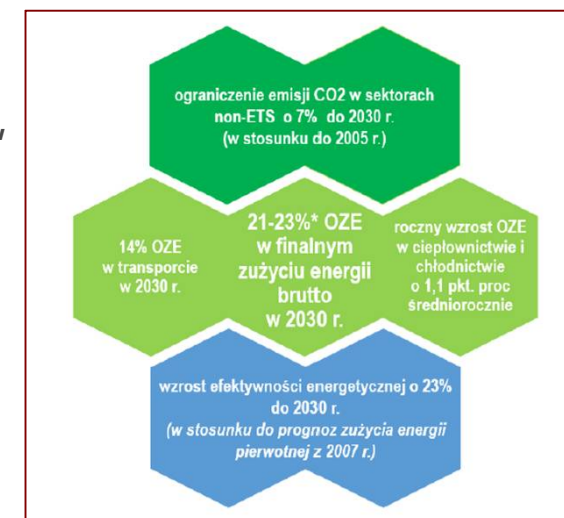 ograniczenie emisji CO2 w sektorach
non-ETS o 7% do 2030 r.
(w stosunku do 2005 r.)
14% OZE
w transporcie
w 2030 r.
21-23%* OZE
w finalnym
zużyciu energii
brutto
w 2030 r.
roczny wzrost OZE
w ciepłownictwie i
chłodnictwie
o 1,1 pkt. proc
średniorocznie
wzrost efektywności energetycznej o 23%
do 2030 r.
(w stosunku do prognoz zużycia energii
pierwotnej z 2007 r.)